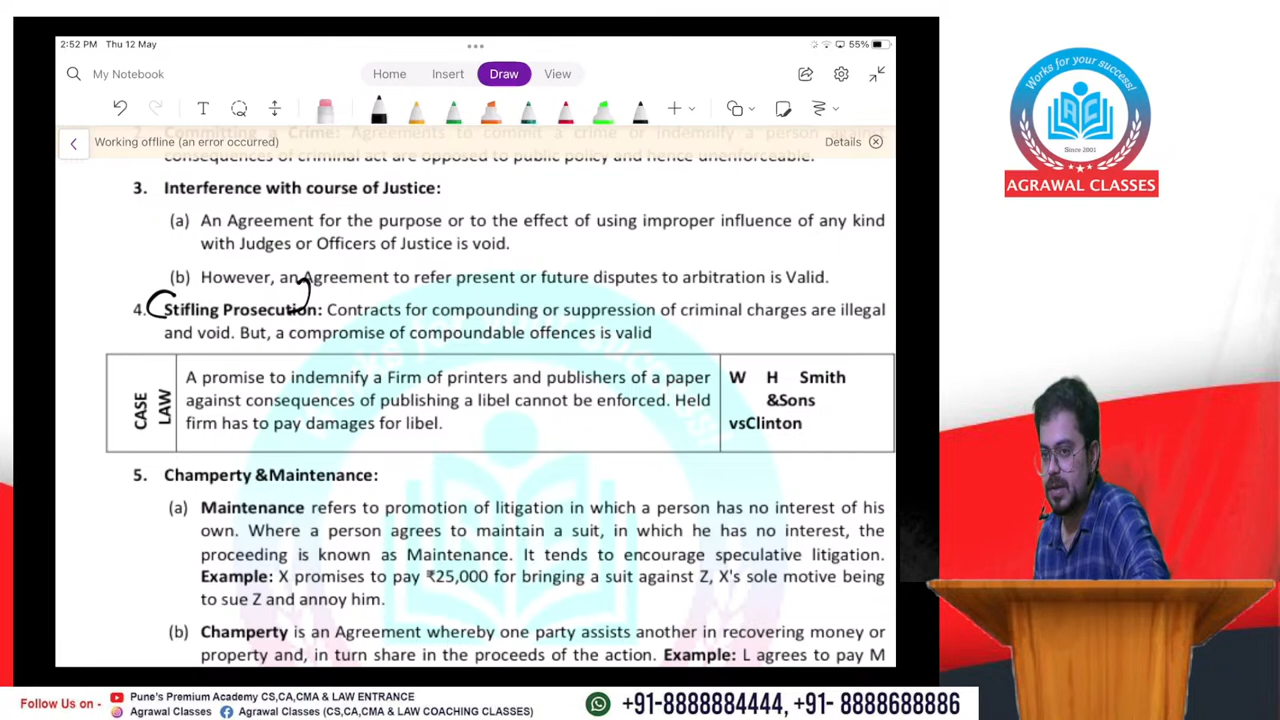 2:52 PM Thu 12 May
55%
My Notebook
Home Insert Draw View
Working offline (an error occurred)
Details
2. Committing a Crime: Agreements to commit a crime or indemnify a person against
consequences of criminal act are opposed to public policy and hence unenforceable.
3. Interference with course of Justice:
(a) An Agreement for the purpose or to the effect of using improper influence of any kind
with Judges or Officers of Justice is void.
(b) However, an Agreement to refer present or future disputes to arbitration is Valid.
4. Stifling Prosecution: Contracts for compounding or suppression of criminal charges are illegal
and void. But, a compromise of compoundable offences is valid
CASE LAW
A promise to indemnify a Firm of printers and publishers of a paper
against consequences of publishing a libel cannot be enforced. Held
firm has to pay damages for libel.
W H Smith
&Sons
vsClinton
5. Champerty &Maintenance:
(a) Maintenance refers to promotion of litigation in which a person has no interest of his
own. Where a person agrees to maintain a suit, in which he has no interest, the
proceeding is known as Maintenance. It tends to encourage speculative litigation.
Example: X promises to pay ₹25,000 for bringing a suit against Z, X's sole motive being
to sue Z and annoy him.
(b) Champerty is an Agreement whereby one party assists another in recovering money or
property and, in turn share in the proceeds of the action. Example: L agrees to pay M
Works for your success!
AC
Since 2001
AGRAWAL CLASSES
Follow Us on -
Pune's Premium Academy CS,CA,CMA & LAW ENTRANCE
Agrawal Classes
Agrawal Classes (CS,CA,CMA & LAW COACHING CLASSES)
+91-8888884444, +91- 8888688886